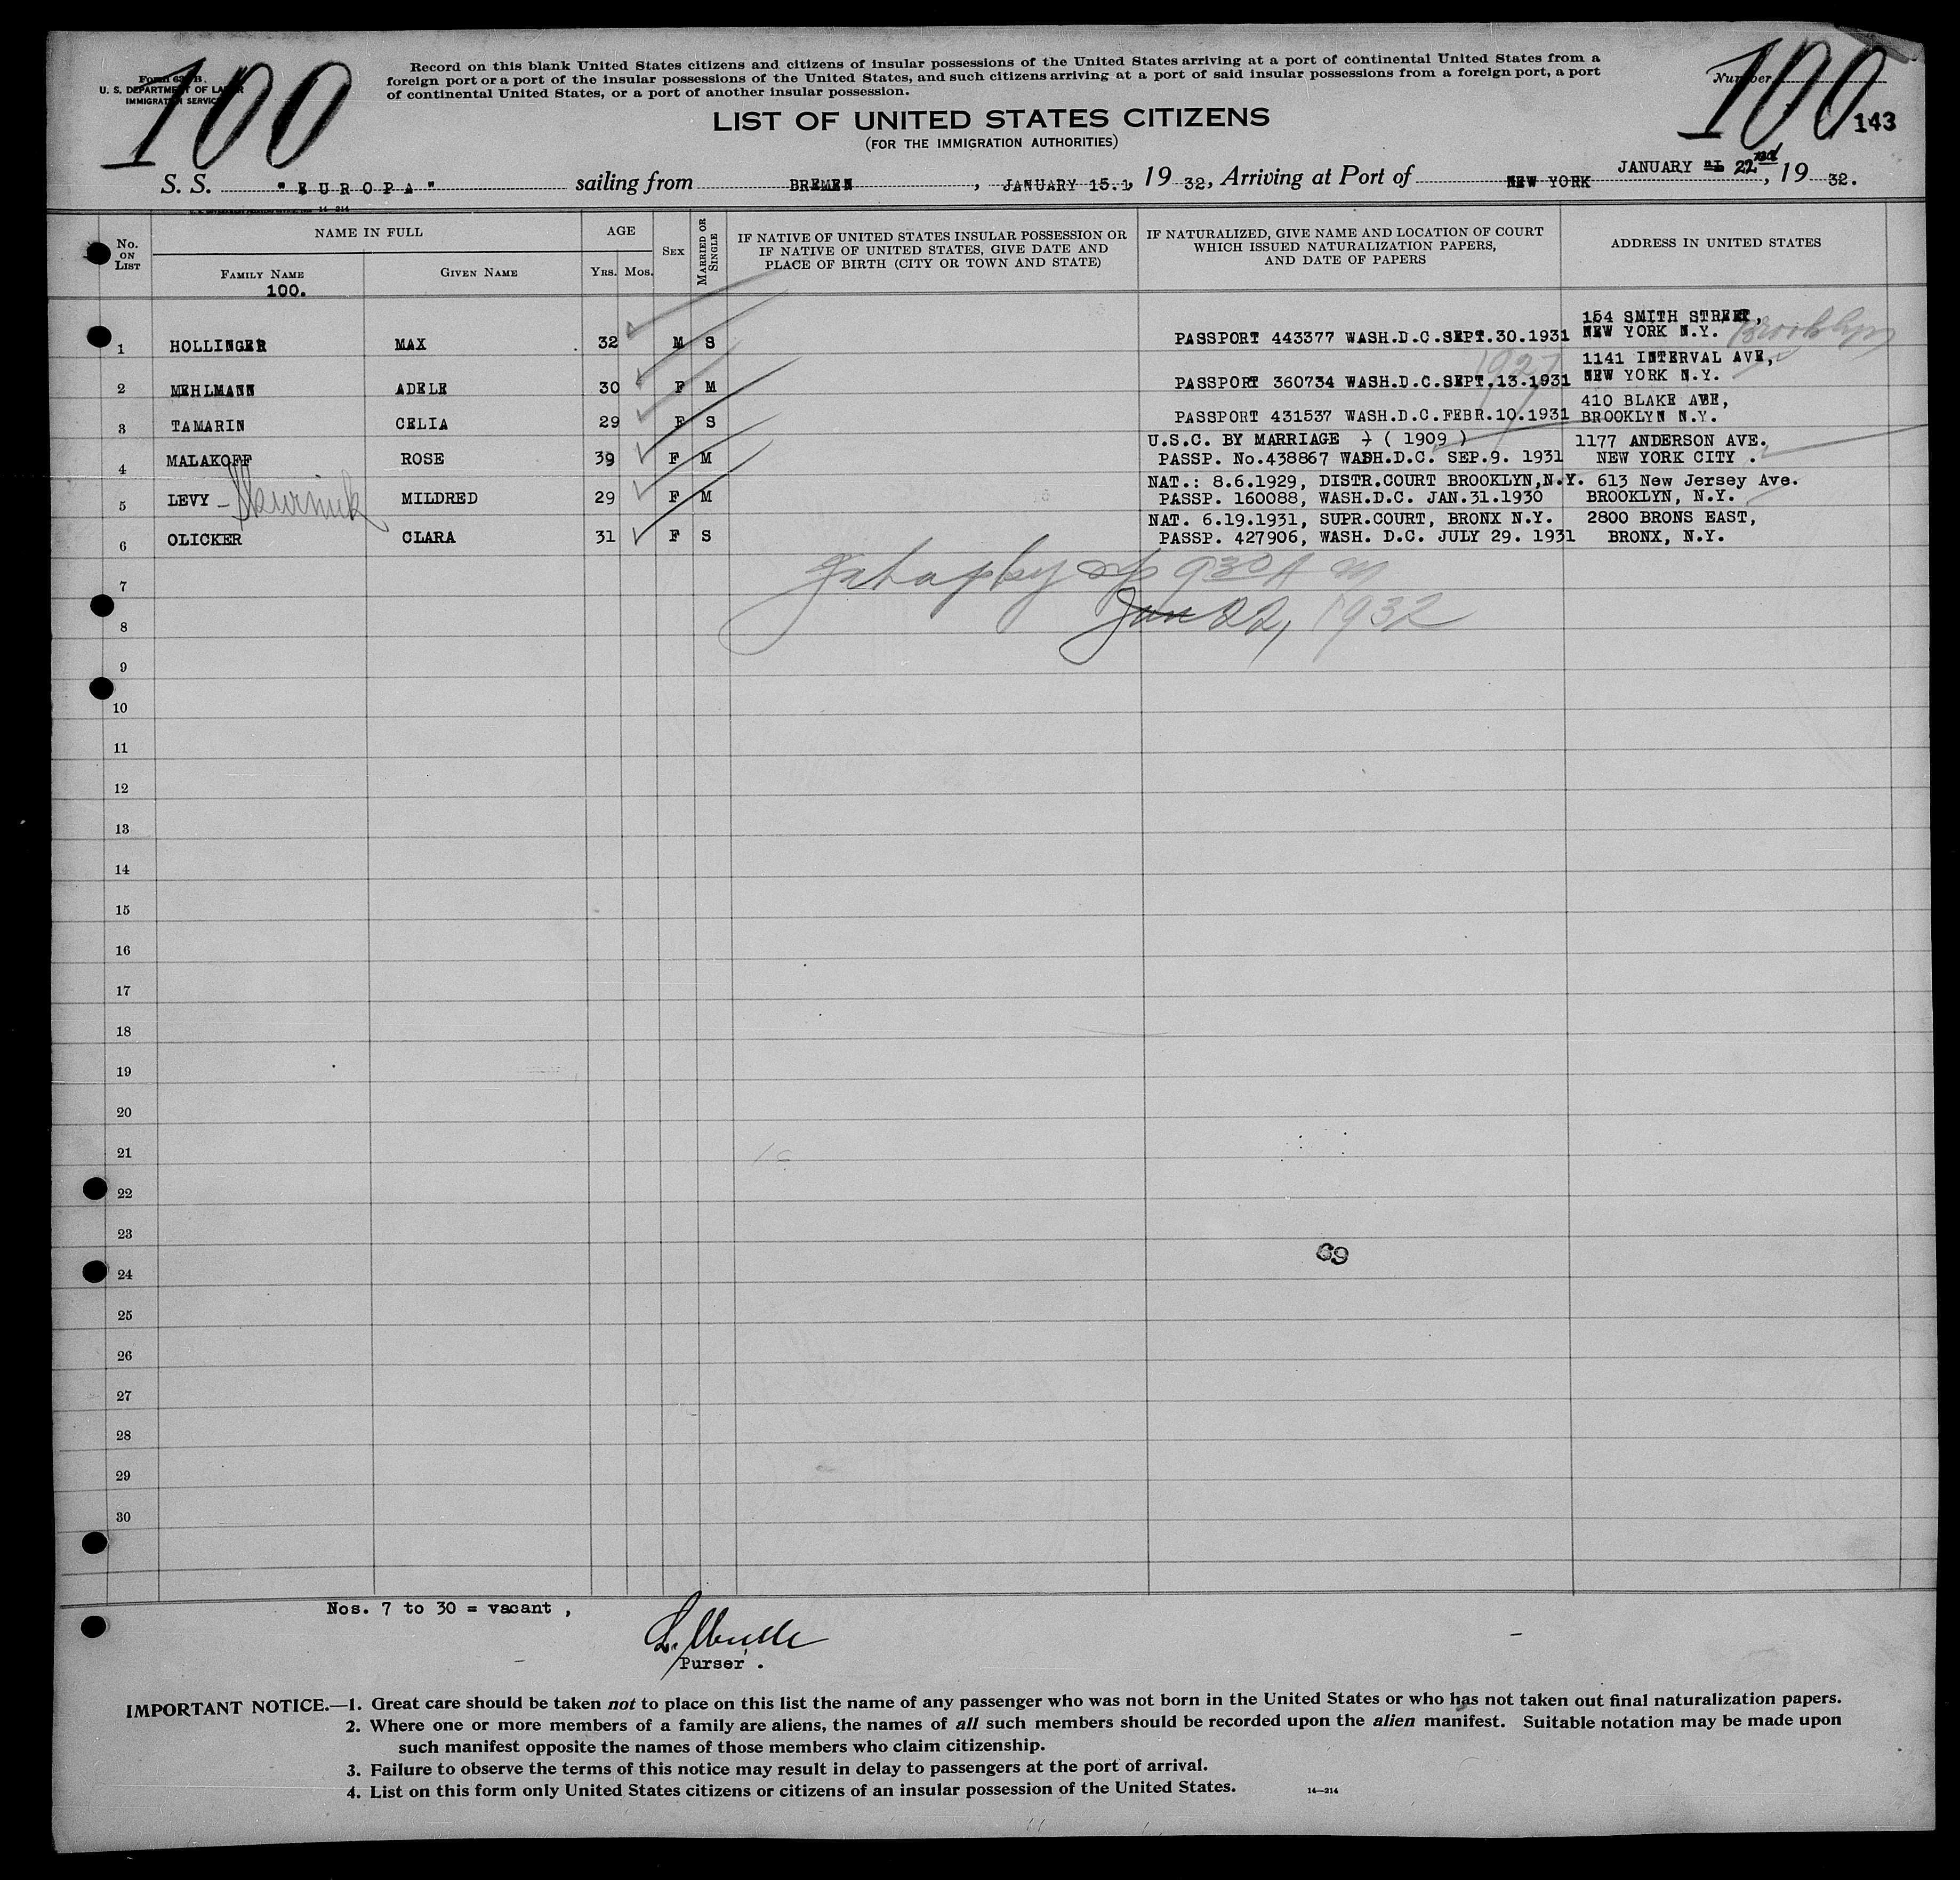 100
Form 630 B.
U. S. DEPARTMENT OF LABOR
IMMIGRATION SERVICE
Record on this blank United States citizens and citizens of insular possessions of the United States arriving at a port of continental United States from a
foreign port or a port of the insular possessions of the United States, and such citizens arriving at a port of said insular possessions from a foreign port, a port
of continental United States, or a port of another insular possession.
Number
100
143
LIST OF UNITED STATES CITIZENS
(FOR THE IMMIGRATION AUTHORITIES)
S. S. "EUROPA" sailing from BREMEN, JANUARY 15., 19 32, Arriving at Port of NEW YORK JANUARY 22nd, 19 32.
14—214
No. ON LIST
NAME IN FULL
FAMILY NAME
GIVEN NAME
AGE
YRS. MOS.
SEX
MARRIED OR SINGLE
IF NATIVE OF UNITED STATES INSULAR POSSESSION OR
IF NATIVE OF UNITED STATES, GIVE DATE AND
PLACE OF BIRTH (CITY OR TOWN AND STATE)
IF NATURALIZED, GIVE NAME AND LOCATION OF COURT
WHICH ISSUED NATURALIZATION PAPERS,
AND DATE OF PAPERS
ADDRESS IN UNITED STATES
100.
154 SMITH STREET,
1 HOLLINGER MAX 32 M S PASSPORT 443377 WASH.D.C.SEPT.30.1931 NEW YORK N.Y. Brooklyn
1927 1141 INTERVAL AVE,
2 MEHLMANN ADELE 30 F M PASSPORT 360734 WASH.D.C.SEPT.13.1931 NEW YORK N.Y.
410 BLAKE AVE,
3 TAMARIN CELIA 29 F S PASSPORT 431537 WASH.D.C.FEBR.10.1931 BROOKLYN N.Y.
U.S.C. BY MARRIAGE ( 1909 ) 1177 ANDERSON AVE.
4 MALAKOFF ROSE 39 F M PASSP. No.438867 WASH.D.C. SEP.9. 1931 NEW YORK CITY .
NAT.: 8.6.1929, DISTR.COURT BROOKLYN,N.Y. 613 New Jersey Ave.
5 LEVY – MILDRED 29 F M PASSP. 160088, WASH.D.C. JAN.31.1930 BROOKLYN, N.Y.
NAT. 6.19.1931, SUPR.COURT, BRONX N.Y. 2800 BRONS EAST,
6 OLICKER CLARA 31 F S PASSP. 427906, WASH. D.C. JULY 29. 1931 BRONX, N.Y.
7 930 A m
8 Jan 22, 1932
9
10
11
12
13
14
15
16
17
18
19
20
21
22
23
24
69
25
26
27
28
29
30
Nos. 7 to 30 = vacant ,
Purser .
IMPORTANT NOTICE.—1. Great care should be taken not to place on this list the name of any passenger who was not born in the United States or who has not taken out final naturalization papers.
2. Where one or more members of a family are aliens, the names of all such members should be recorded upon the alien manifest. Suitable notation may be made upon
such manifest opposite the names of those members who claim citizenship.
3. Failure to observe the terms of this notice may result in delay to passengers at the port of arrival.
4. List on this form only United States citizens or citizens of an insular possession of the United States.
14—214